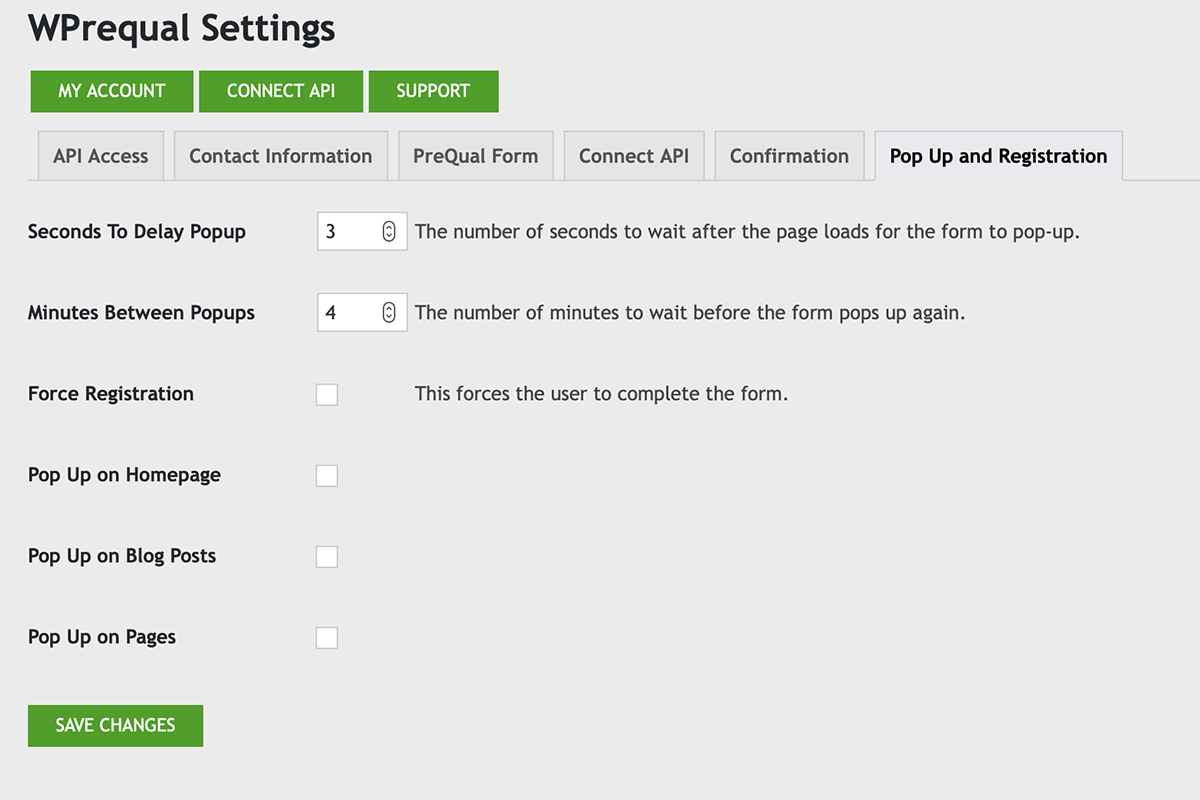 WPrequal Settings
MY ACCOUNT CONNECT API SUPPORT
API Access Contact Information PreQual Form Connect API Confirmation Pop Up and Registration
Seconds To Delay Popup 3 The number of seconds to wait after the page loads for the form to pop-up.
Minutes Between Popups 4 The number of minutes to wait before the form pops up again.
Force Registration This forces the user to complete the form.
Pop Up on Homepage
Pop Up on Blog Posts
Pop Up on Pages
SAVE CHANGES